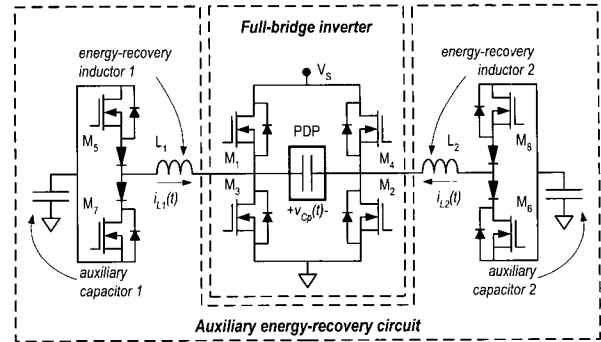 Full-bridge inverter
energy-recovery
inductor 1
energy-recovery
inductor 2
V_S
PDP
M_5
L_1
M_1
M_4
L_2
M_8
M_7
i_L1(t)
M_3
M_2
i_L2(t)
M_6
+v_Cp(t)-
auxiliary
capacitor 1
auxiliary
capacitor 2
Auxiliary energy-recovery circuit